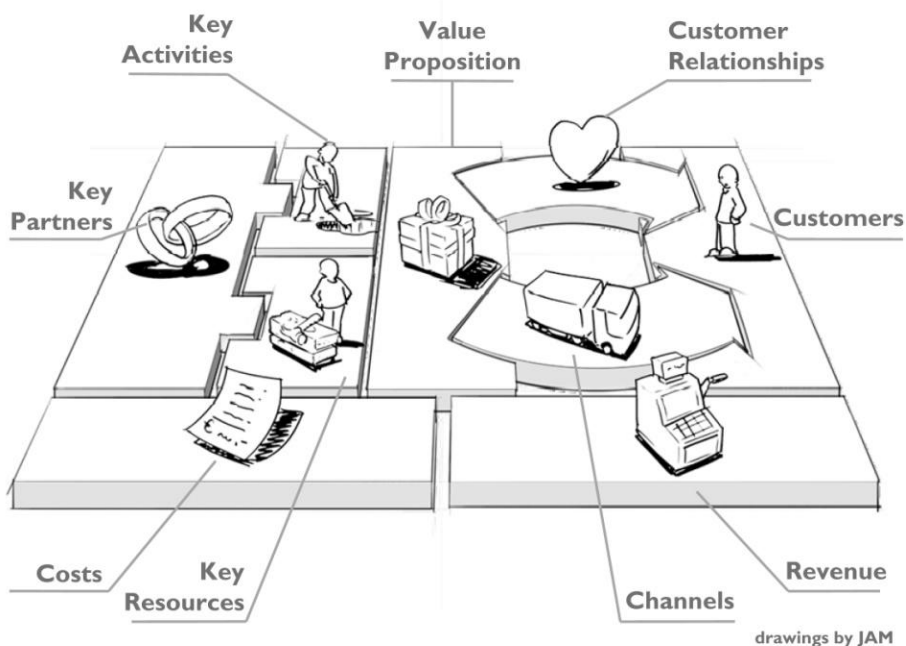 Key
Activities
Value
Proposition
Customer
Relationships
Key
Partners
Customers
Costs
Key
Resources
Channels
Revenue
drawings by JAM